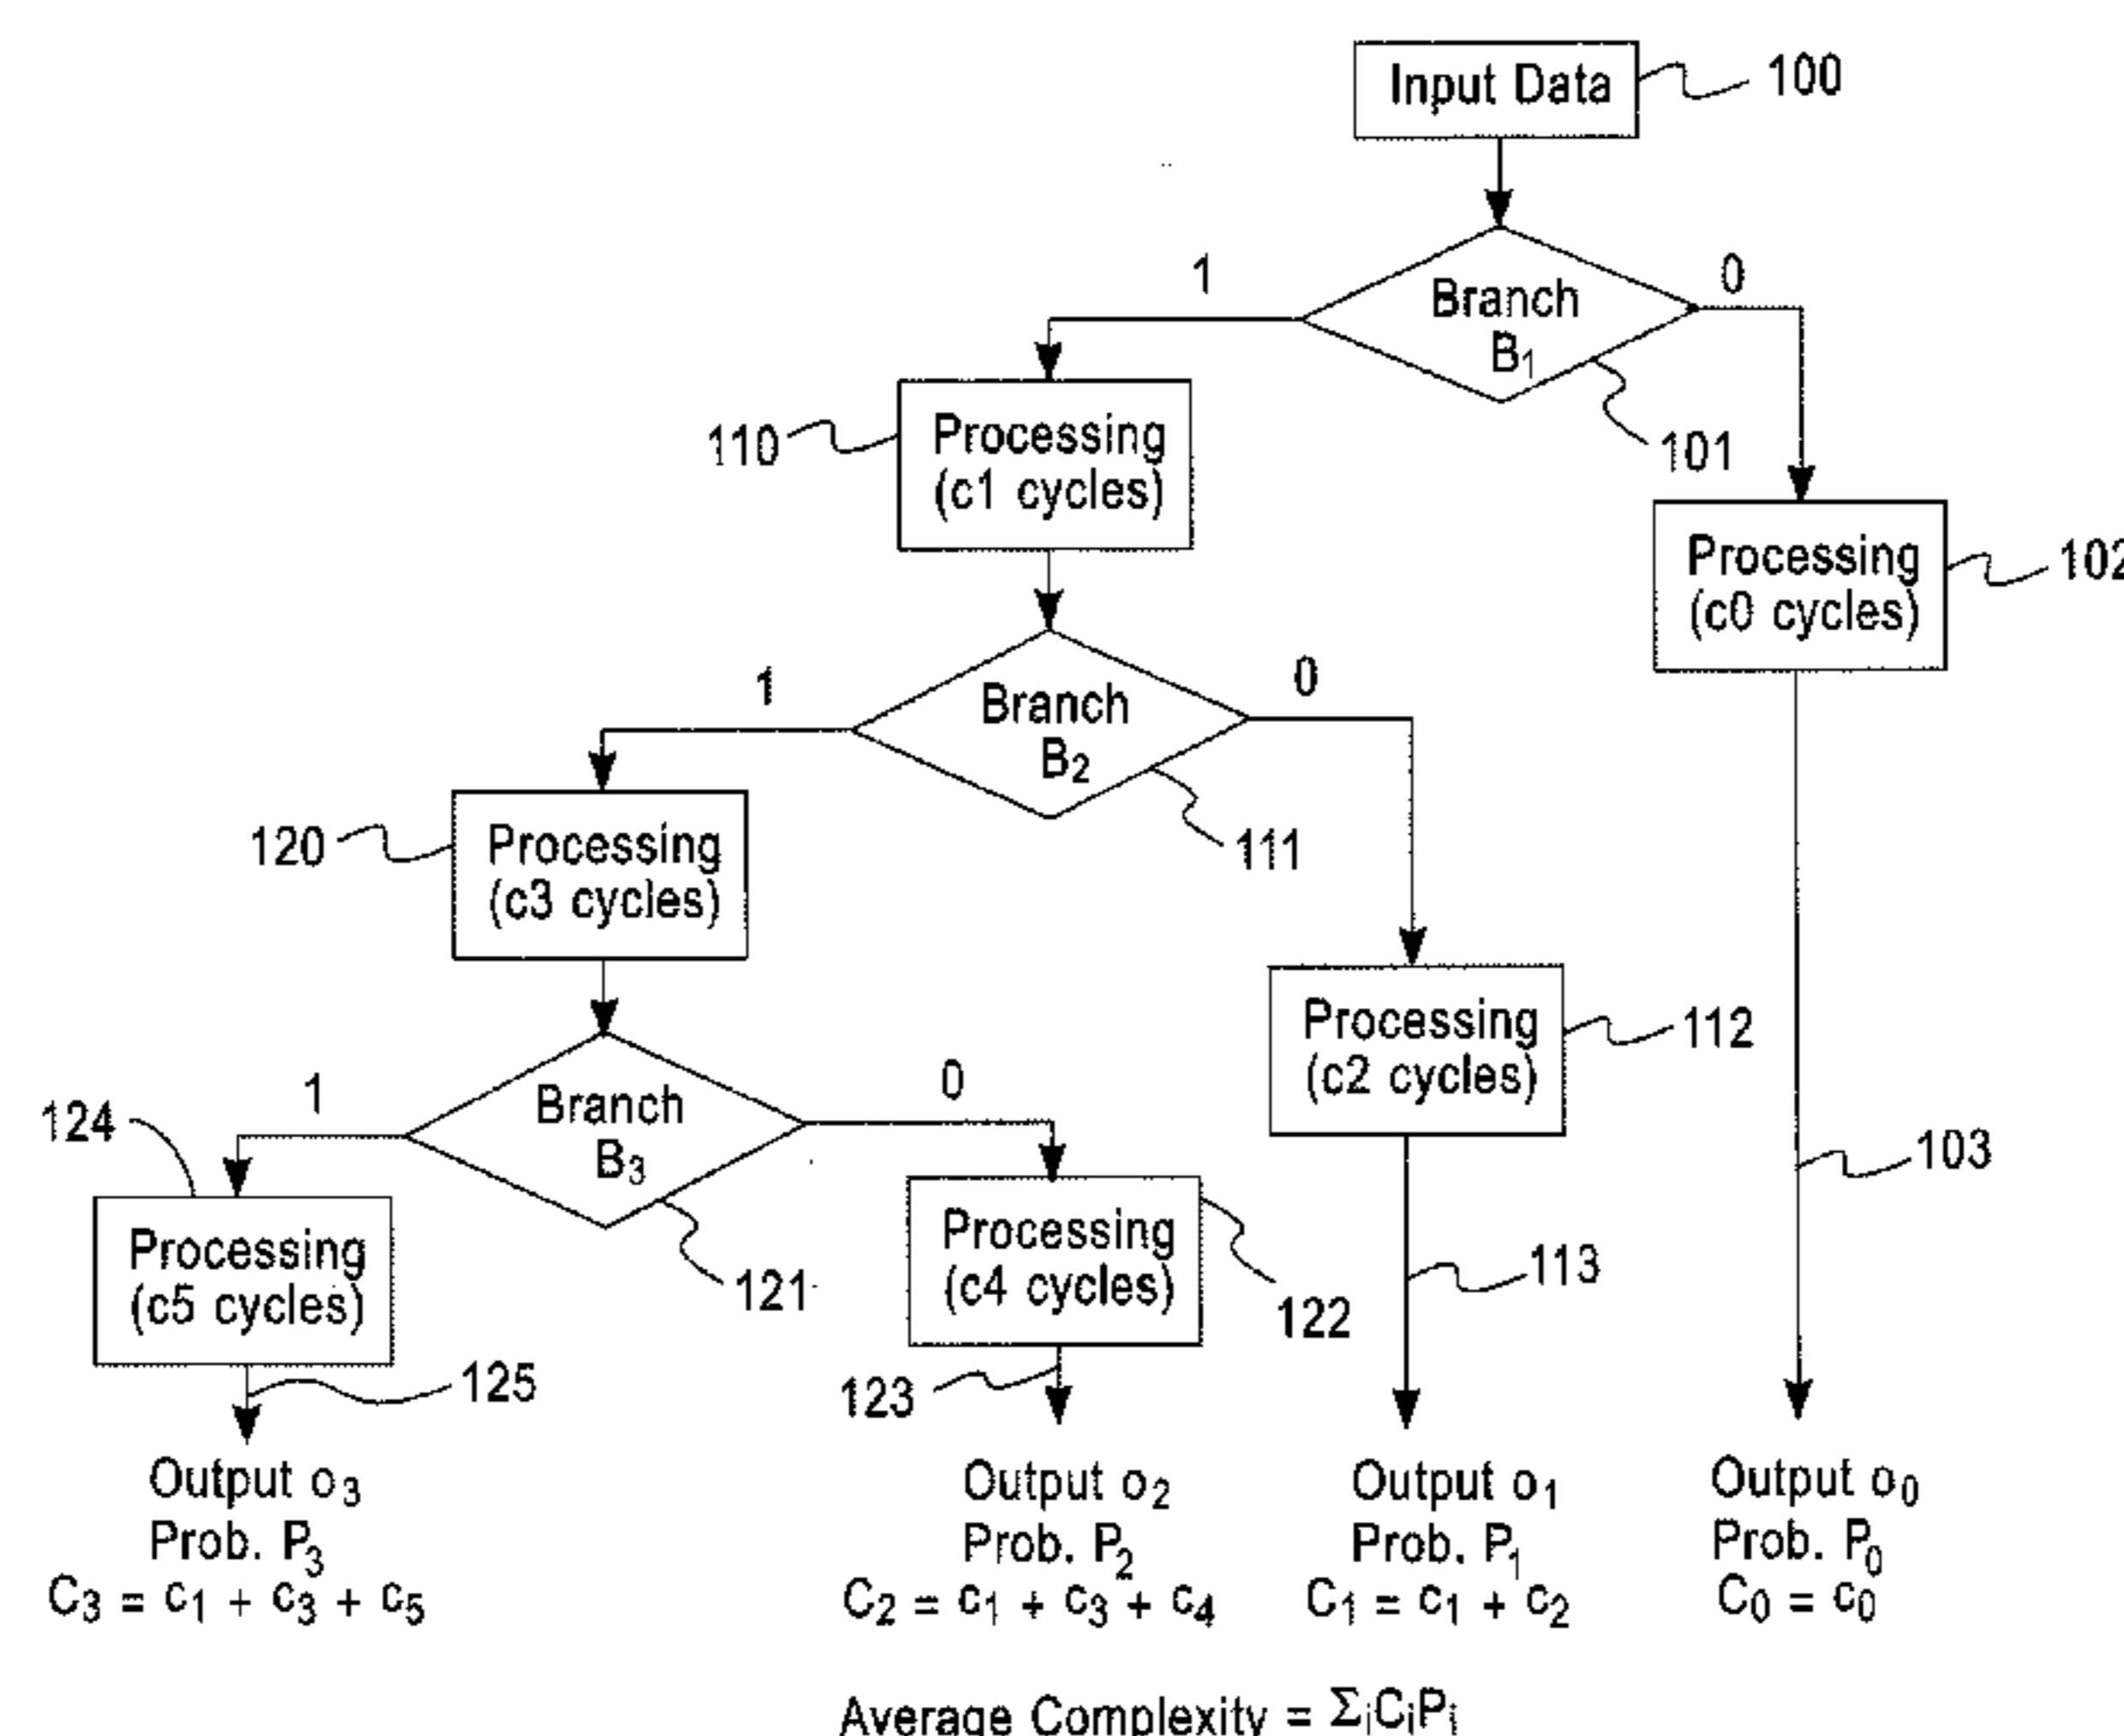 Input Data
100
1
0
Branch
B₁
101
110
Processing
(c1 cycles)
Processing
(c0 cycles)
102
1
0
Branch
B₂
111
120
Processing
(c3 cycles)
Processing
(c2 cycles)
112
1
0
Branch
B₃
121
124
Processing
(c5 cycles)
Processing
(c4 cycles)
122
103
113
125
123
Output o₃
Prob. P₃
C₃ = c₁ + c₃ + c₅
Output o₂
Prob. P₂
C₂ = c₁ + c₃ + c₄
Output o₁
Prob. P₁
C₁ = c₁ + c₂
Output o₀
Prob. P₀
C₀ = c₀
Average Complexity = ΣᵢCᵢPᵢ